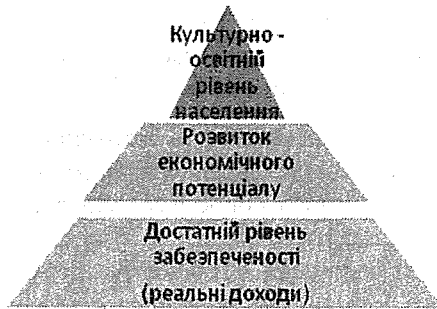 Культурно -
освітній
рівень
населення
Розвиток
економічного
потенціалу
Достатній рівень
забезпеченості
(реальні доходи)